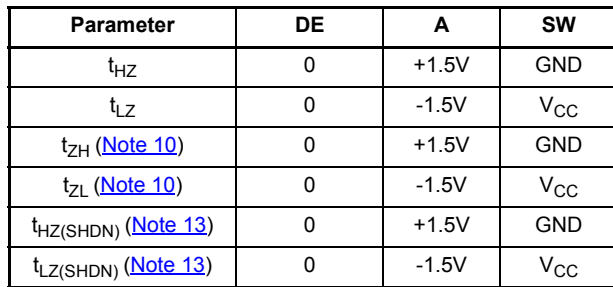 Parameter DE A SW
tHZ 0 +1.5V GND
tLZ 0 -1.5V VCC
tZH (Note 10) 0 +1.5V GND
tZL (Note 10) 0 -1.5V VCC
tHZ(SHDN) (Note 13) 0 +1.5V GND
tLZ(SHDN) (Note 13) 0 -1.5V VCC